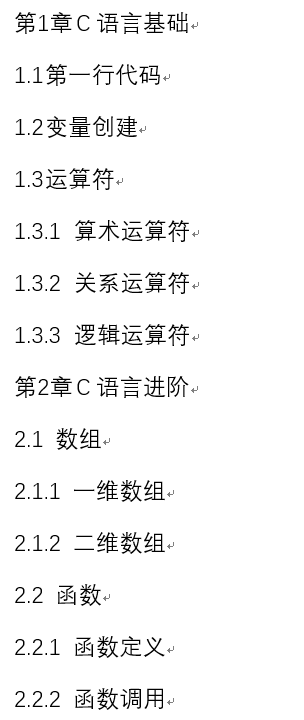 第1章C 语言基础
1.1第一行代码
1.2变量创建
1.3运算符
1.3.1 算术运算符
1.3.2 关系运算符
1.3.3 逻辑运算符
第2章C 语言进阶
2.1 数组
2.1.1 一维数组
2.1.2 二维数组
2.2 函数
2.2.1 函数定义
2.2.2 函数调用